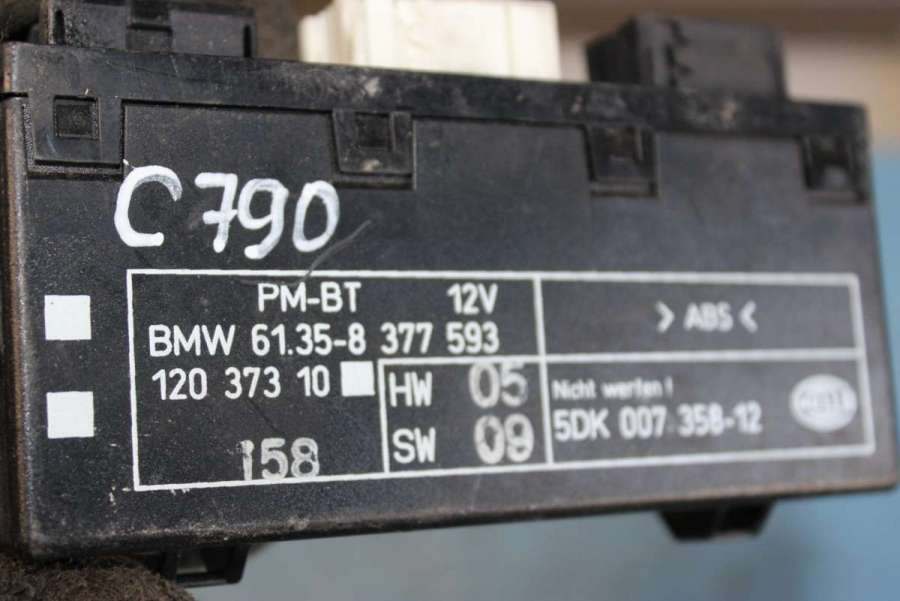 C 790
PM-BT 12V
BMW 61.35-8 377 593
120 373 10
HW 05
SW 09
158
> ABS <
Nicht werfen !
5DK 007 358-12